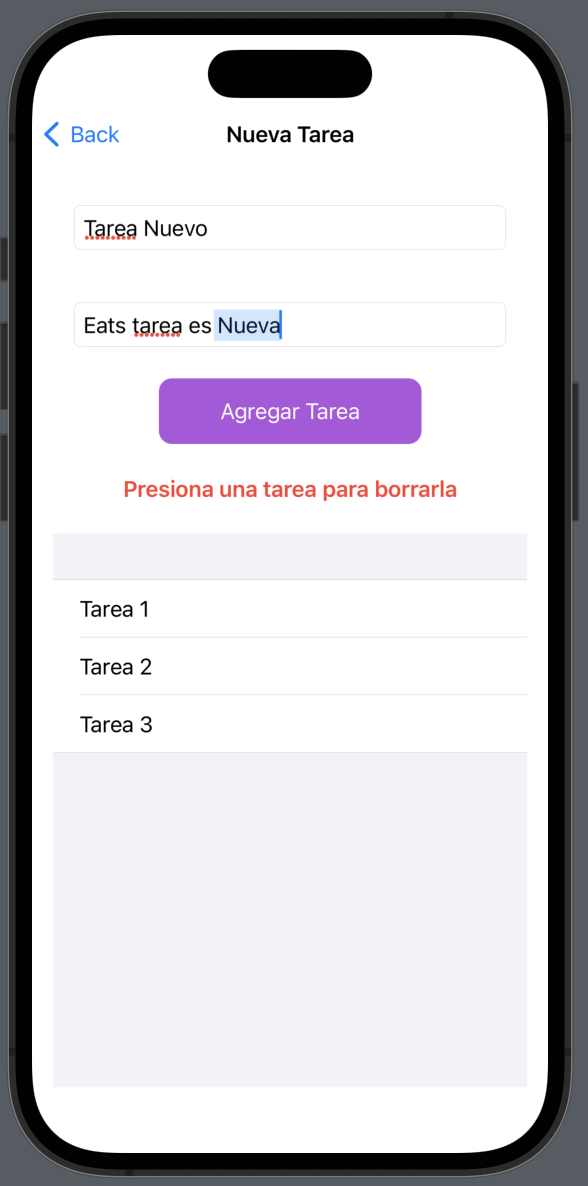 Back
Nueva Tarea
Tarea Nuevo
Eats tarea es Nueva
Agregar Tarea
Presiona una tarea para borrarla
Tarea 1
Tarea 2
Tarea 3